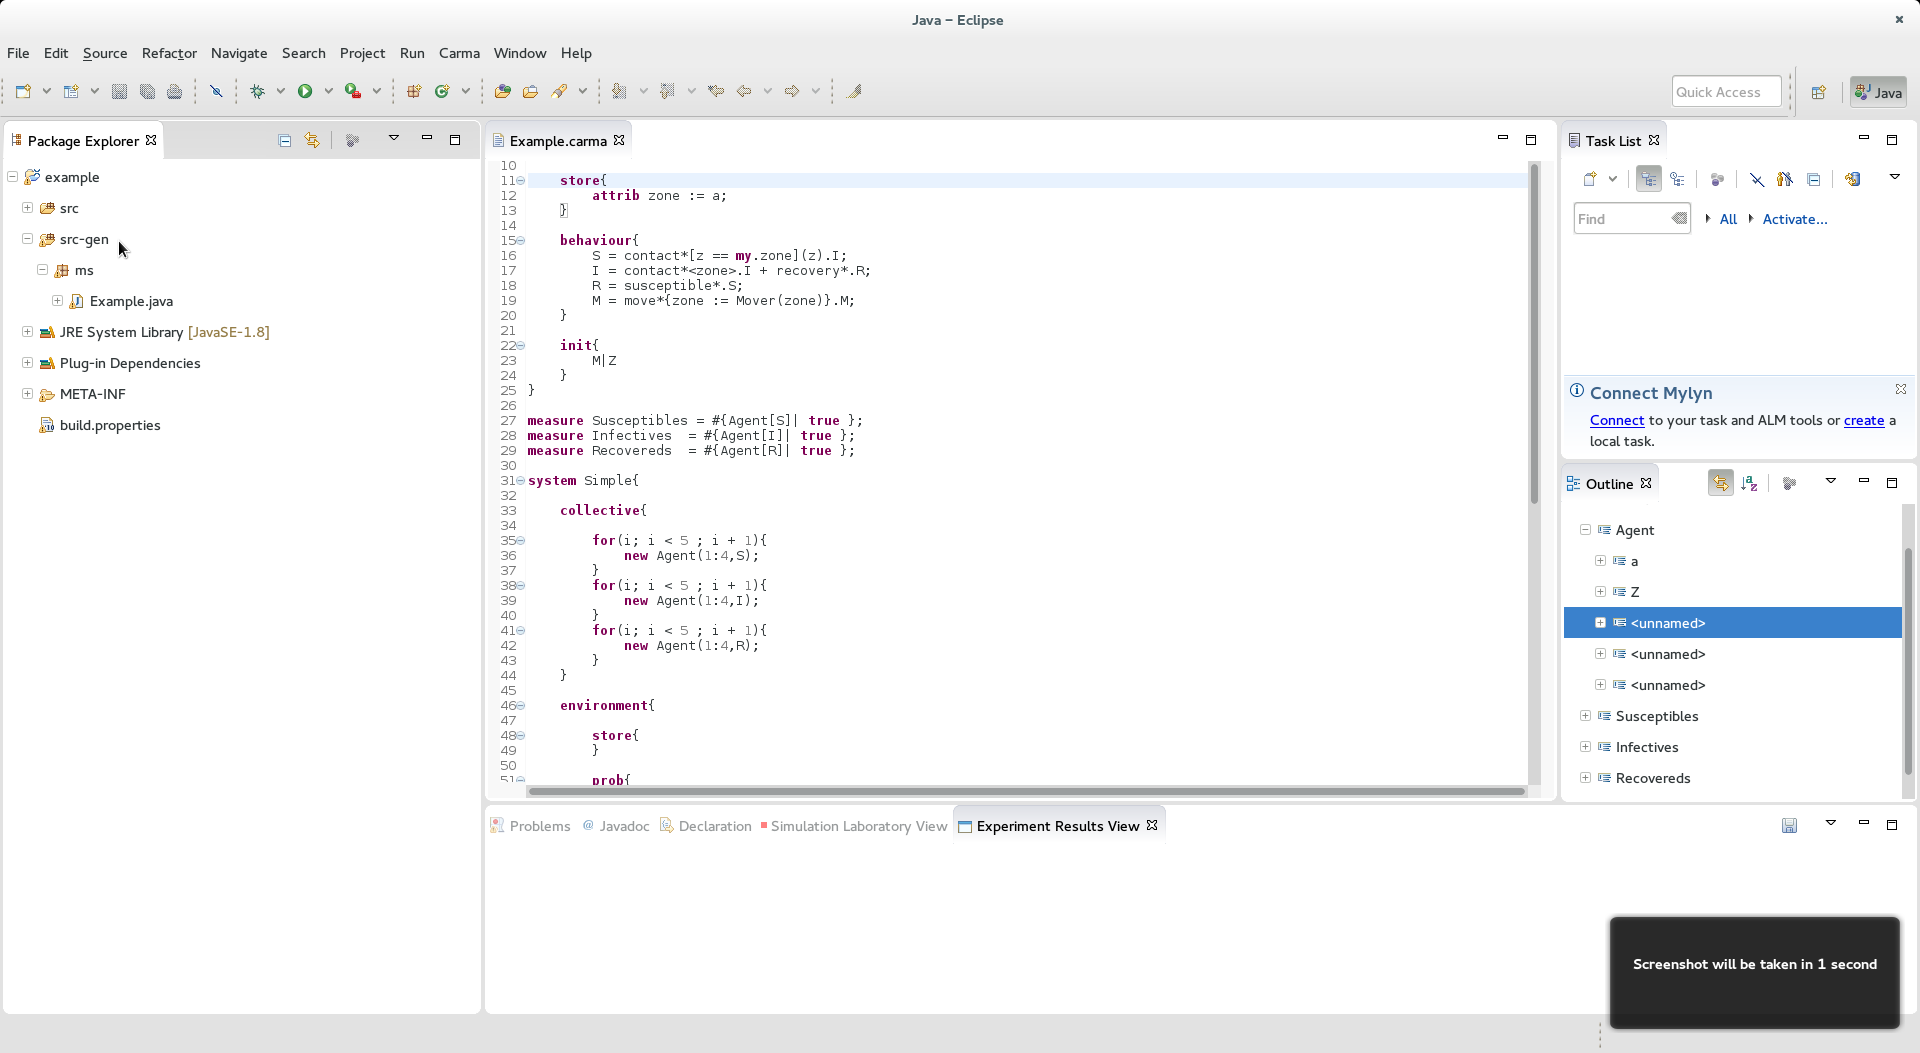 Java – Eclipse
File Edit Source Refactor Navigate Search Project Run Carma Window Help
Quick Access
Java
Package Explorer
example
src
src-gen
ms
Example.java
JRE System Library [JavaSE-1.8]
Plug-in Dependencies
META-INF
build.properties
Example.carma
10
11 store{
12 attrib zone := a;
13 }
14
15 behaviour{
16 S = contact*[z == my.zone](z).I;
17 I = contact*<zone>.I + recovery*.R;
18 R = susceptible*.S;
19 M = move*{zone := Mover(zone)}.M;
20 }
21
22 init{
23 M|Z
24 }
25 }
26
27 measure Susceptibles = #{Agent[S]| true };
28 measure Infectives  = #{Agent[I]| true };
29 measure Recovereds  = #{Agent[R]| true };
30
31 system Simple{
32
33 collective{
34
35 for(i; i < 5 ; i + 1){
36 new Agent(1:4,S);
37 }
38 for(i; i < 5 ; i + 1){
39 new Agent(1:4,I);
40 }
41 for(i; i < 5 ; i + 1){
42 new Agent(1:4,R);
43 }
44 }
45
46 environment{
47
48 store{
49 }
50
51 prob{
Problems @ Javadoc Declaration Simulation Laboratory View Experiment Results View
Task List
Find
All Activate...
Connect Mylyn
Connect to your task and ALM tools or create a
local task.
Outline
Agent
a
Z
<unnamed>
<unnamed>
<unnamed>
Susceptibles
Infectives
Recovereds
Screenshot will be taken in 1 second